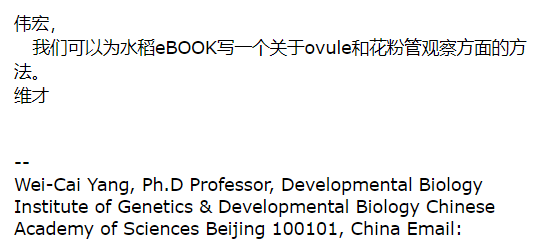 伟宏，
我们可以为水稻eBOOK写一个关于ovule和花粉管观察方面的方
法。
维才
--
Wei-Cai Yang, Ph.D Professor, Developmental Biology
Institute of Genetics & Developmental Biology Chinese
Academy of Sciences Beijing 100101, China Email: